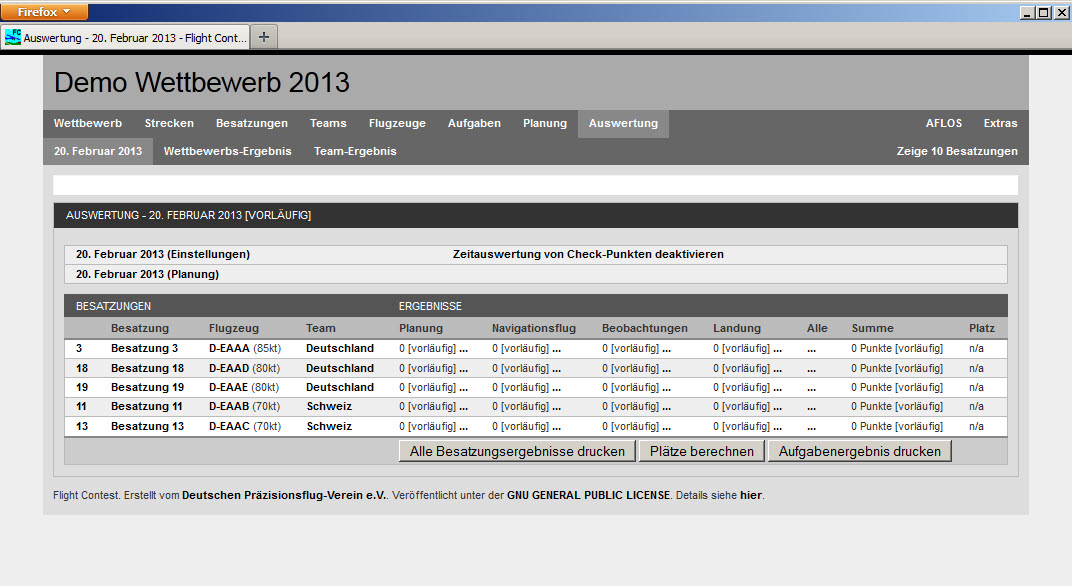 Firefox
FC
Auswertung - 20. Februar 2013 - Flight Cont...
Demo Wettbewerb 2013
Wettbewerb Strecken Besatzungen Teams Flugzeuge Aufgaben Planung Auswertung AFLOS Extras
20. Februar 2013 Wettbewerbs-Ergebnis Team-Ergebnis Zeige 10 Besatzungen
AUSWERTUNG - 20. FEBRUAR 2013 [VORLÄUFIG]
20. Februar 2013 (Einstellungen) Zeitauswertung von Check-Punkten deaktivieren
20. Februar 2013 (Planung)
BESATZUNGEN ERGEBNISSE
Besatzung Flugzeug Team Planung Navigationsflug Beobachtungen Landung Alle Summe Platz
3 Besatzung 3 D-EAAA (85kt) Deutschland 0 [vorläufig] ... 0 [vorläufig] ... 0 [vorläufig] ... 0 [vorläufig] ... ... 0 Punkte [vorläufig] n/a
18 Besatzung 18 D-EAAD (80kt) Deutschland 0 [vorläufig] ... 0 [vorläufig] ... 0 [vorläufig] ... 0 [vorläufig] ... ... 0 Punkte [vorläufig] n/a
19 Besatzung 19 D-EAAE (80kt) Deutschland 0 [vorläufig] ... 0 [vorläufig] ... 0 [vorläufig] ... 0 [vorläufig] ... ... 0 Punkte [vorläufig] n/a
11 Besatzung 11 D-EAAB (70kt) Schweiz 0 [vorläufig] ... 0 [vorläufig] ... 0 [vorläufig] ... 0 [vorläufig] ... ... 0 Punkte [vorläufig] n/a
13 Besatzung 13 D-EAAC (70kt) Schweiz 0 [vorläufig] ... 0 [vorläufig] ... 0 [vorläufig] ... 0 [vorläufig] ... ... 0 Punkte [vorläufig] n/a
Alle Besatzungsergebnisse drucken Plätze berechnen Aufgabenergebnis drucken
Flight Contest. Erstellt vom Deutschen Präzisionsflug-Verein e.V.. Veröffentlicht unter der GNU GENERAL PUBLIC LICENSE. Details siehe hier.